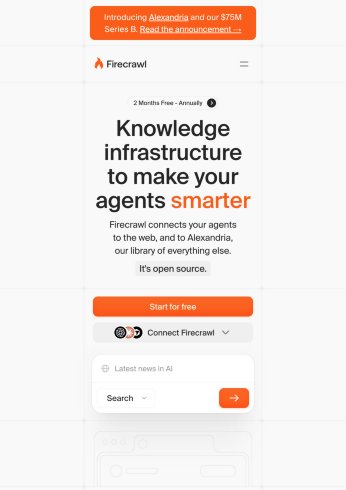 Introducing Alexandria and our $75M
Series B. Read the announcement →
Firecrawl
2 Months Free - Annually
Knowledge
infrastructure
to make your
agents smarter
Firecrawl connects your agents
to the web, and to Alexandria,
our library of everything else.
It's open source.
Start for free
Connect Firecrawl
Latest news in AI
Search